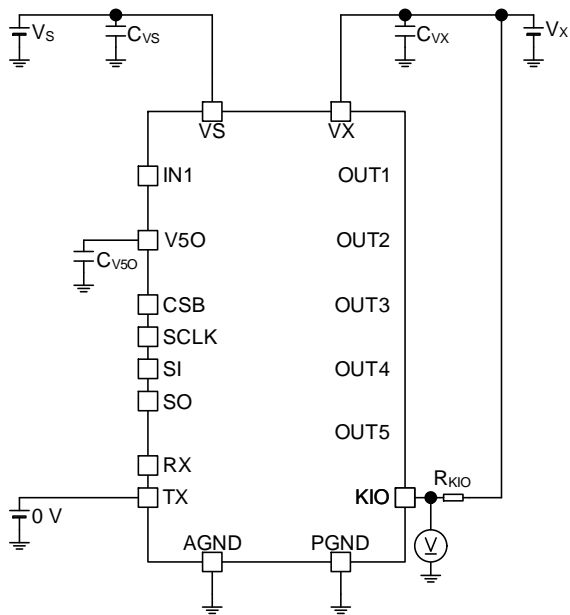 VS
CVS
CVX
VX
VS
VX
IN1
OUT1
V5O
OUT2
CV5O
CSB
OUT3
SCLK
SI
OUT4
SO
OUT5
RX
RKIO
TX
KIO
0 V
V
AGND
PGND